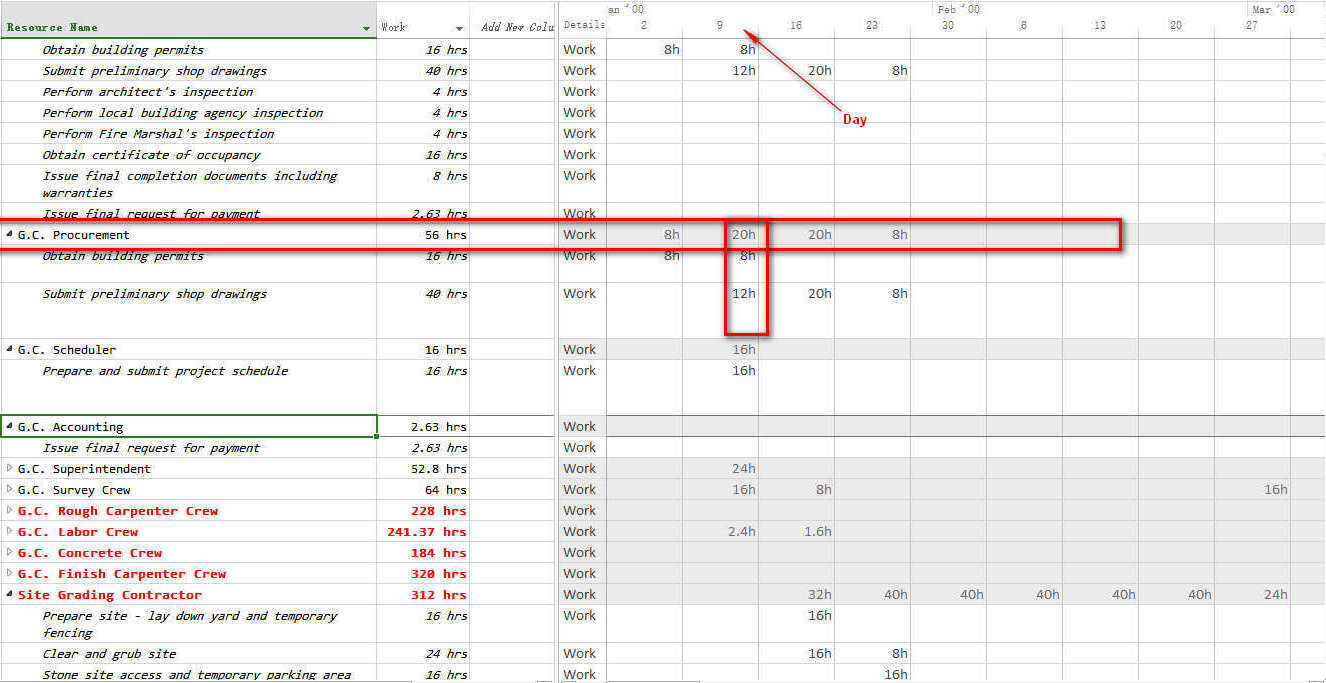 an '00 Feb '00 Mar '00
Resource Name Work Add New Colu Details 2 9 16 23 30 8 13 20 27
Obtain building permits 16 hrs Work 8h 8h
Submit preliminary shop drawings 40 hrs Work 12h 20h 8h
Perform architect's inspection 4 hrs Work
Day
Perform local building agency inspection 4 hrs Work
Perform Fire Marshal's inspection 4 hrs Work
Obtain certificate of occupancy 16 hrs Work
Issue final completion documents including 8 hrs Work
warranties
Issue final request for payment 2.63 hrs Work
G.C. Procurement 56 hrs Work 8h 20h 20h 8h
Obtain building permits 16 hrs Work 8h 8h
Submit preliminary shop drawings 40 hrs Work 12h 20h 8h
G.C. Scheduler 16 hrs Work 16h
Prepare and submit project schedule 16 hrs Work 16h
G.C. Accounting 2.63 hrs Work
Issue final request for payment 2.63 hrs Work
G.C. Superintendent 52.8 hrs Work 24h
G.C. Survey Crew 64 hrs Work 16h 8h 16h
G.C. Rough Carpenter Crew 228 hrs Work
G.C. Labor Crew 241.37 hrs Work 2.4h 1.6h
G.C. Concrete Crew 184 hrs Work
G.C. Finish Carpenter Crew 320 hrs Work
Site Grading Contractor 312 hrs Work 32h 40h 40h 40h 40h 40h 24h
Prepare site - lay down yard and temporary 16 hrs Work 16h
fencing
Clear and grub site 24 hrs Work 16h 8h
Stone site access and temporary parking area 16 hrs Work 16h